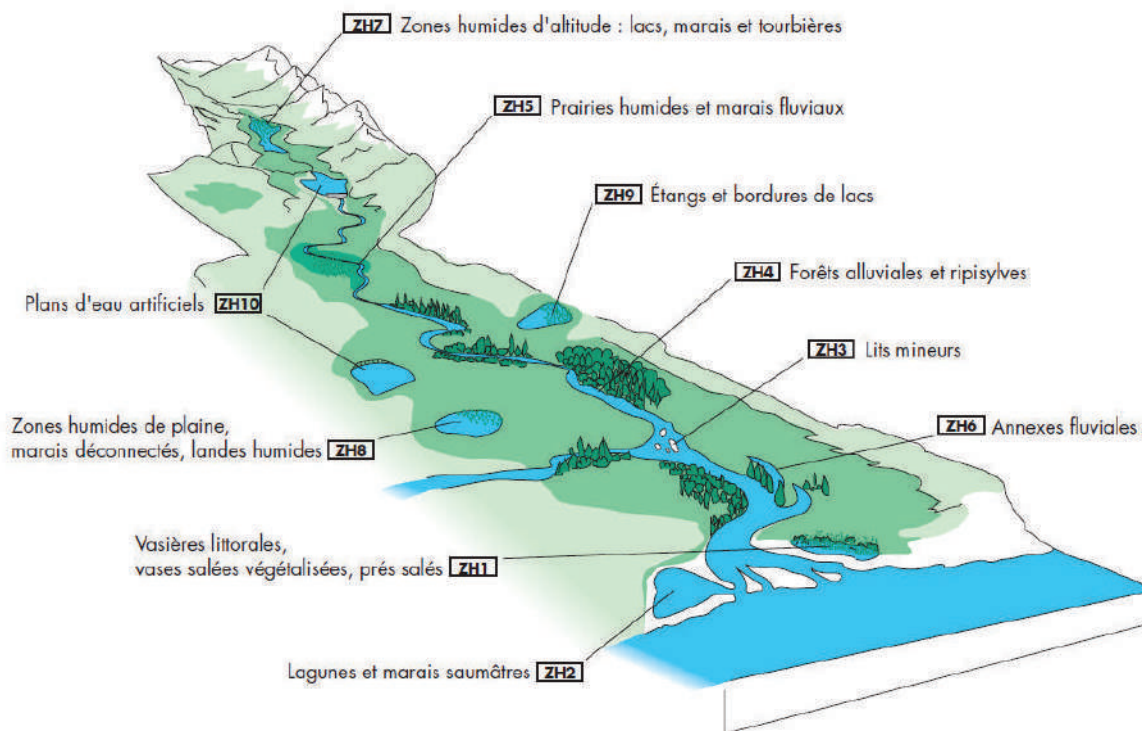 ZH7 Zones humides d'altitude : lacs, marais et tourbières
ZH5 Prairies humides et marais fluviaux
ZH9 Étangs et bordures de lacs
ZH4 Forêts alluviales et ripisylves
Plans d'eau artificiels ZH10
ZH3 Lits mineurs
Zones humides de plaine,
marais déconnectés, landes humides ZH8
ZH6 Annexes fluviales
Vasières littorales,
vases salées végétalisées, prés salés ZH1
Lagunes et marais saumâtres ZH2